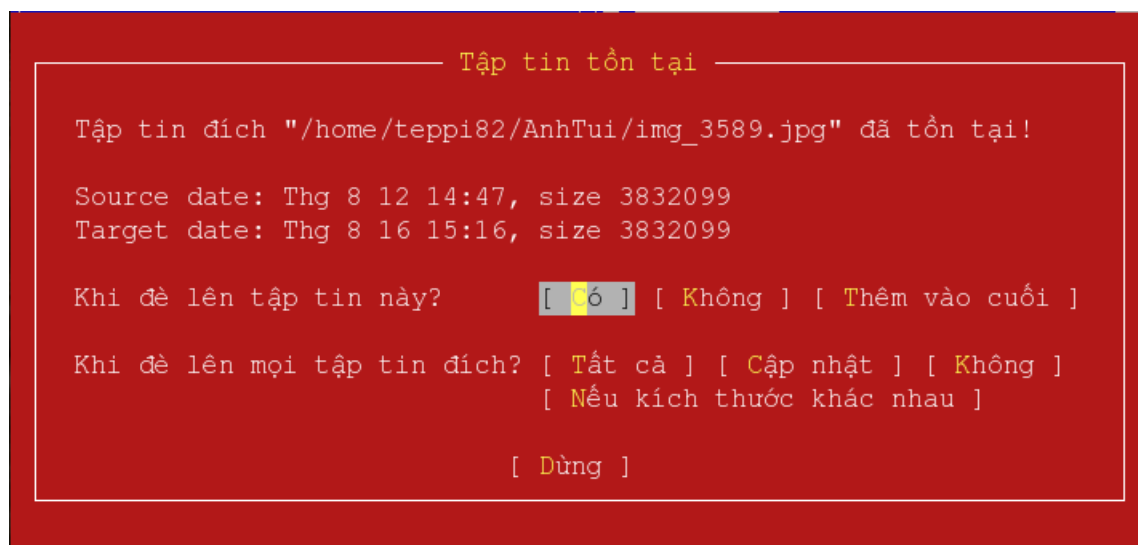 Tập tin tồn tại
Tập tin đích "/home/teppi82/AnhTui/img_3589.jpg" đã tồn tại!
Source date: Thg 8 12 14:47, size 3832099
Target date: Thg 8 16 15:16, size 3832099
Khi đè lên tập tin này? [ Có ] [ Không ] [ Thêm vào cuối ]
Khi đè lên mọi tập tin đích? [ Tất cả ] [ Cập nhật ] [ Không ]
[ Nếu kích thước khác nhau ]
[ Dừng ]